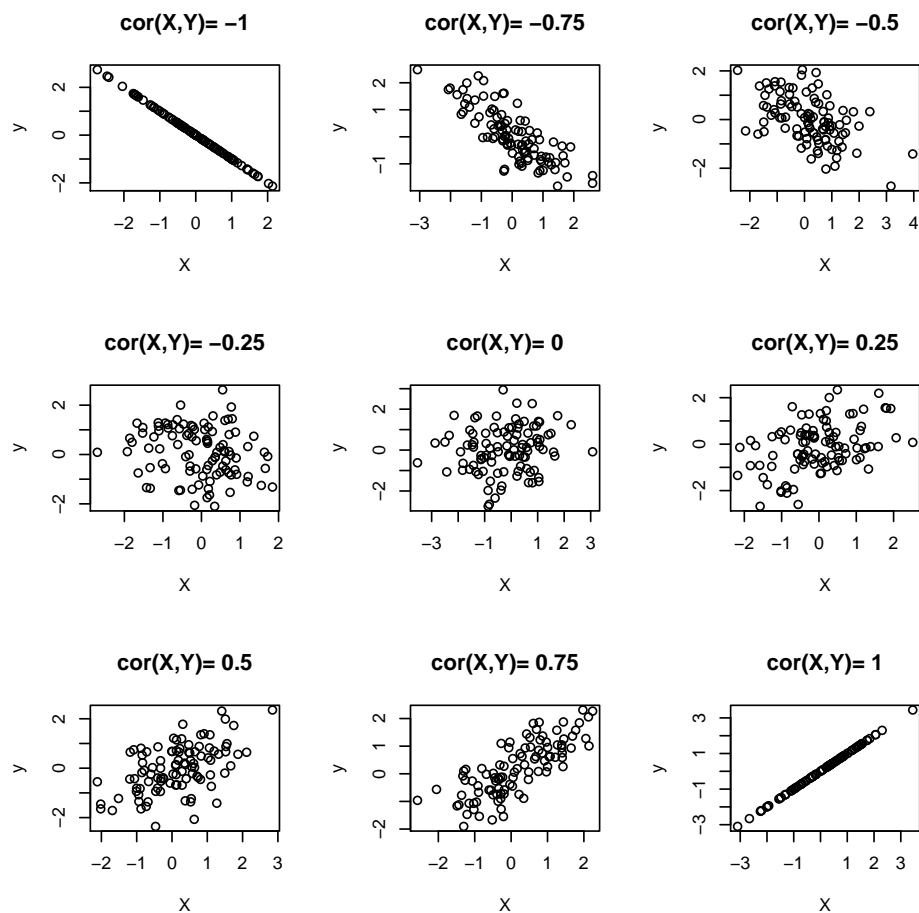 cor(X,Y)= −1
y
−2 0 2
−2 −1 0 1 2
X
cor(X,Y)= −0.75
y
−1 1 2
−3 −1 0 1 2
X
cor(X,Y)= −0.5
y
−2 0 2
−2 −1 0 1 2 3 4
X
cor(X,Y)= −0.25
y
−2 0 2
−2 −1 0 1 2
X
cor(X,Y)= 0
y
−2 0 2
−3 −1 0 1 2 3
X
cor(X,Y)= 0.25
y
−2 0 2
−2 −1 0 1 2
X
cor(X,Y)= 0.5
y
−2 0 2
−2 −1 0 1 2 3
X
cor(X,Y)= 0.75
y
−2 0 2
−2 −1 0 1 2
X
cor(X,Y)= 1
y
−3 −1 1 3
−3 −1 1 2 3
X